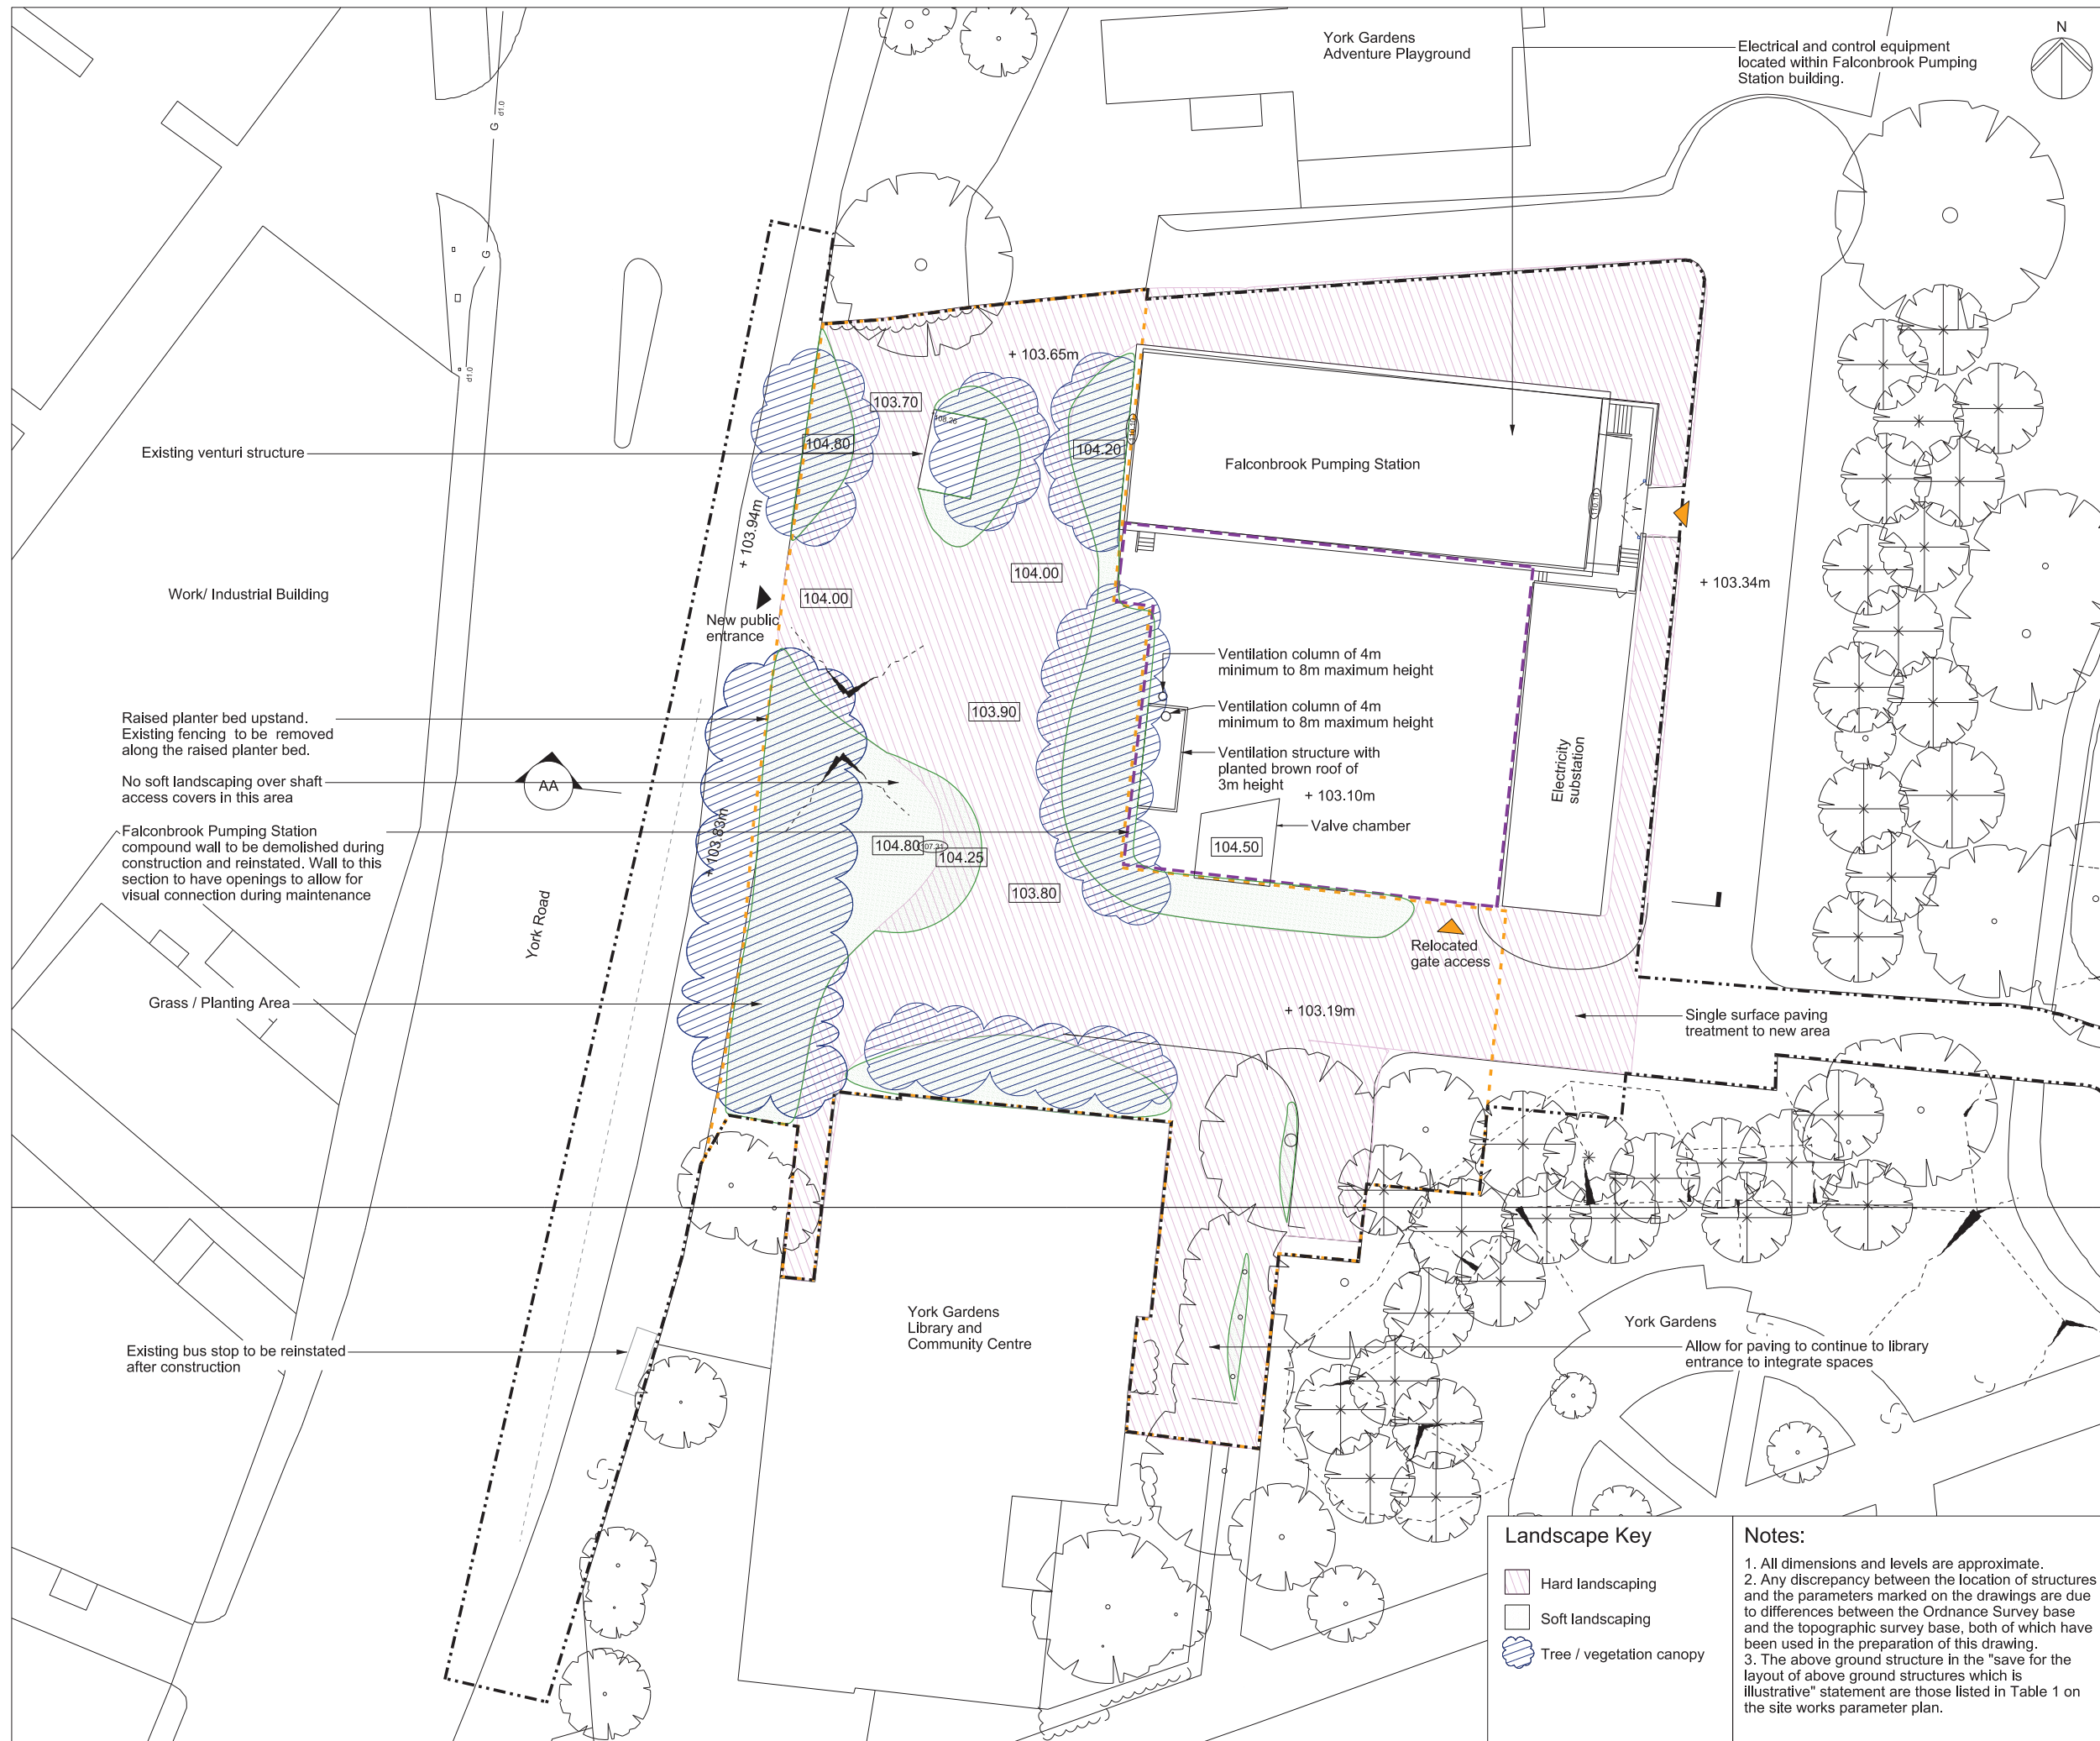 York Gardens
Adventure Playground
Electrical and control equipment
located within Falconbrook Pumping
Station building.
N
G
d1.0
G
d1.0
+ 103.65m
103.70
108.26
104.80
104.20
Existing venturi structure
Falconbrook Pumping Station
110.10
+ 103.94m
104.00
104.00
+ 103.34m
Work/ Industrial Building
New public
entrance
Ventilation column of 4m
minimum to 8m maximum height
103.90
Ventilation column of 4m
minimum to 8m maximum height
Raised planter bed upstand.
Existing fencing to be removed
along the raised planter bed.
Ventilation structure with
planted brown roof of
3m height
Electricity
substation
No soft landscaping over shaft
access covers in this area
AA
+ 103.10m
Valve chamber
Falconbrook Pumping Station
compound wall to be demolished during
construction and reinstated. Wall to this
section to have openings to allow for
visual connection during maintenance
+ 103.83m
104.80
107.31
104.25
104.50
103.80
York Road
Relocated
gate access
Grass / Planting Area
+ 103.19m
Single surface paving
treatment to new area
York Gardens
Library and
Community Centre
York Gardens
Existing bus stop to be reinstated
after construction
Allow for paving to continue to library
entrance to integrate spaces
Landscape Key
Hard landscaping
Soft landscaping
Tree / vegetation canopy
Notes:
1. All dimensions and levels are approximate.
2. Any discrepancy between the location of structures
and the parameters marked on the drawings are due
to differences between the Ordnance Survey base
and the topographic survey base, both of which have
been used in the preparation of this drawing.
3. The above ground structure in the "save for the
layout of above ground structures which is
illustrative" statement are those listed in Table 1 on
the site works parameter plan.